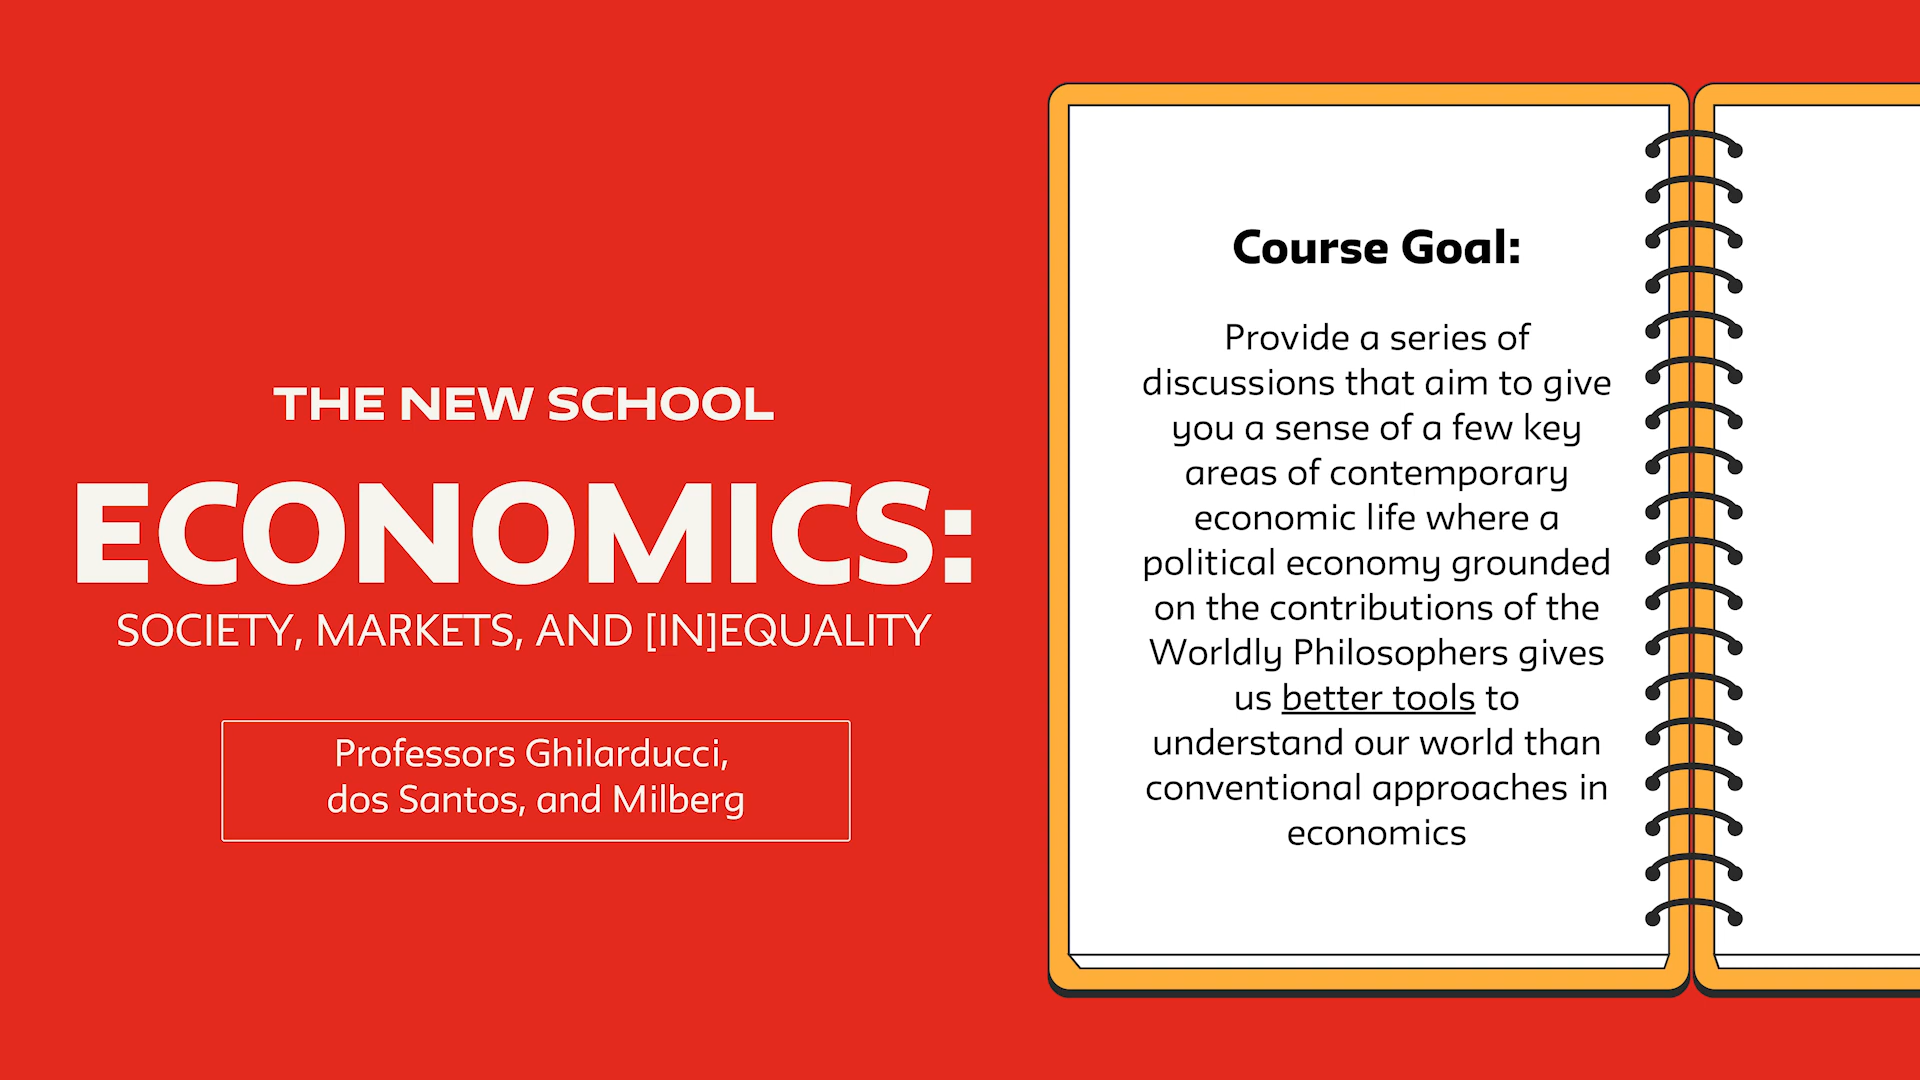 THE NEW SCHOOL
ECONOMICS:
SOCIETY, MARKETS, AND [IN]EQUALITY
Professors Ghilarducci,
dos Santos, and Milberg
Course Goal:
Provide a series of
discussions that aim to give
you a sense of a few key
areas of contemporary
economic life where a
political economy grounded
on the contributions of the
Worldly Philosophers gives
us better tools to
understand our world than
conventional approaches in
economics